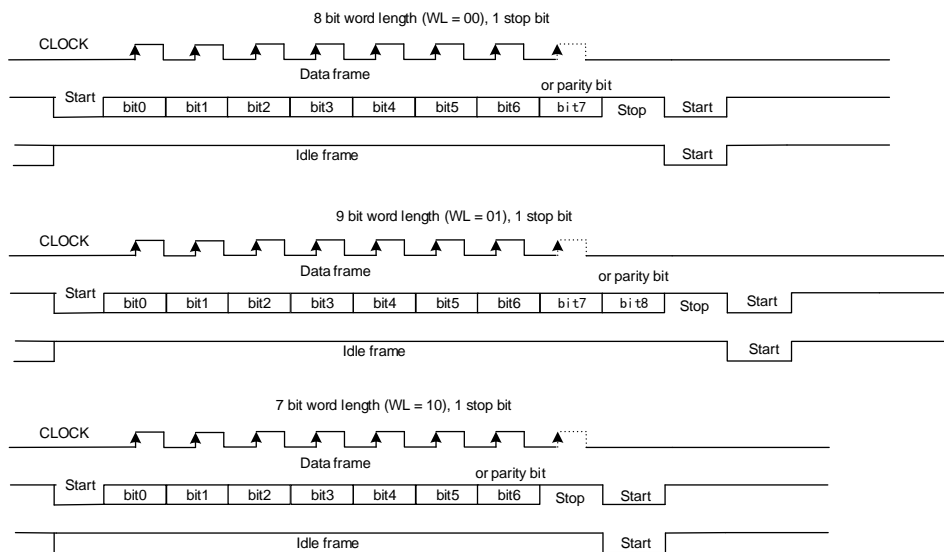 8 bit word length (WL = 00), 1 stop bit
CLOCK
Data frame
or parity bit
Start bit0 bit1 bit2 bit3 bit4 bit5 bit6 bit7 Stop Start
Idle frame Start
9 bit word length (WL = 01), 1 stop bit
CLOCK
Data frame
or parity bit
Start bit0 bit1 bit2 bit3 bit4 bit5 bit6 bit7 bit8 Stop Start
Idle frame Start
7 bit word length (WL = 10), 1 stop bit
CLOCK
Data frame
or parity bit
Start bit0 bit1 bit2 bit3 bit4 bit5 bit6 Stop Start
Idle frame Start